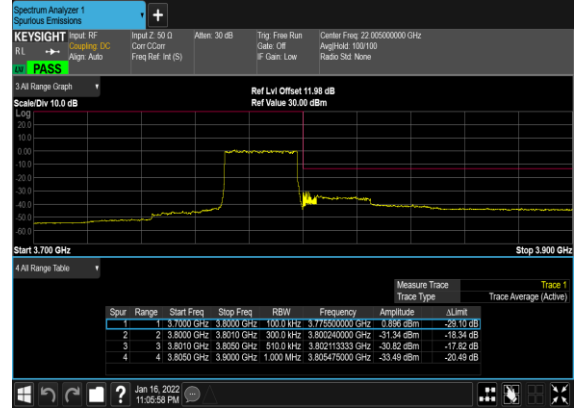 Spectrum Analyzer 1
Spurious Emissions
+
KEYSIGHT Input: RF Input Z: 50 Ω Atten: 30 dB Trig: Free Run Center Freq: 22.005000000 GHz
RL Coupling: DC Corr CCorr Gate: Off Avg|Hold: 100/100
Align: Auto Freq Ref: Int (S) IF Gain: Low Radio Std: None
PASS
3 All Range Graph Ref Lvl Offset 11.98 dB
Scale/Div 10.0 dB Ref Value 30.00 dBm
Log
20.0
10.0
0.00
-10.0
-20.0
-30.0
-40.0
-50.0
-60.0
Start 3.700 GHz Stop 3.900 GHz
4 All Range Table
Measure Trace Trace 1
Trace Type Trace Average (Active)
Spur Range Start Freq Stop Freq RBW Frequency Amplitude ΔLimit
1 1 3.7000 GHz 3.8000 GHz 100.0 kHz 3.775500000 GHz 0.896 dBm -29.10 dB
2 2 3.8000 GHz 3.8010 GHz 300.0 kHz 3.800240000 GHz -31.34 dBm -18.34 dB
3 3 3.8010 GHz 3.8050 GHz 510.0 kHz 3.802113333 GHz -30.82 dBm -17.82 dB
4 4 3.8050 GHz 3.9000 GHz 1.000 MHz 3.805475000 GHz -33.49 dBm -20.49 dB
? Jan 16, 2022
11:05:58 PM